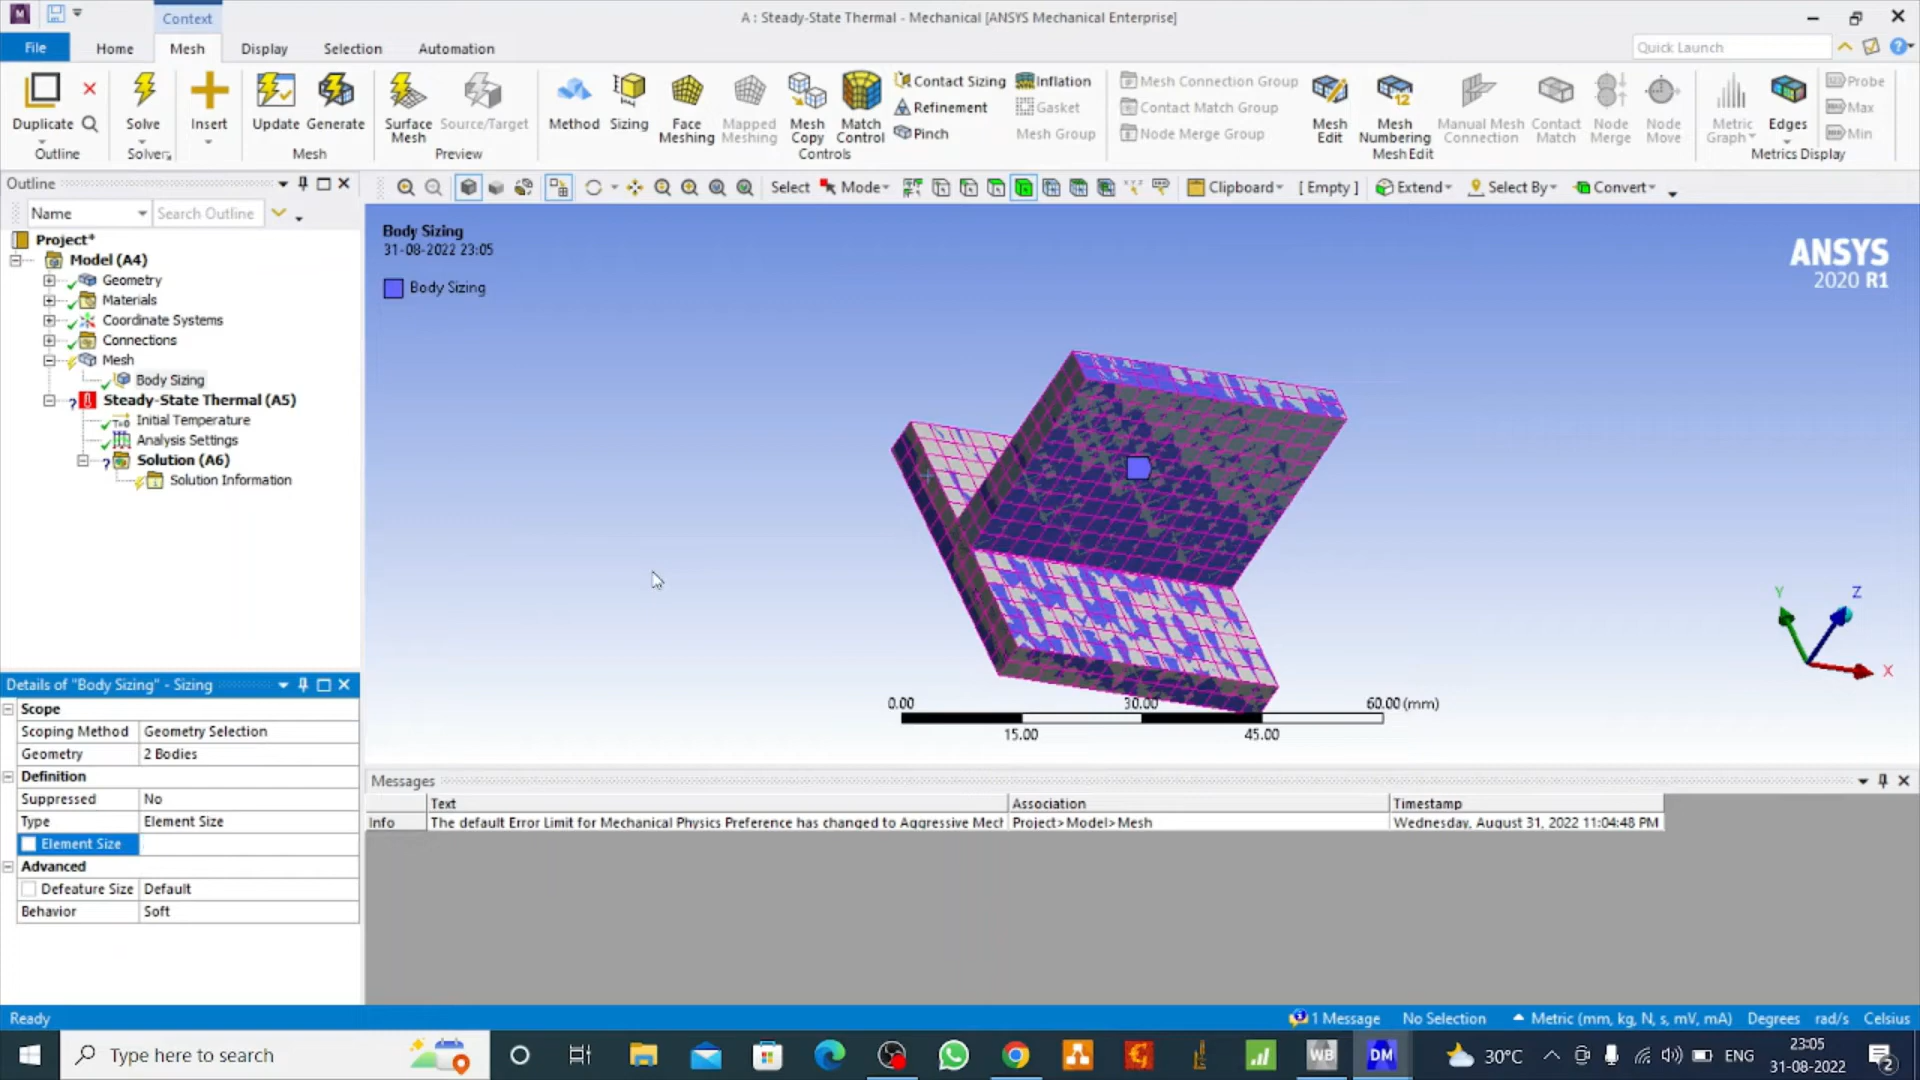 Context
A : Steady-State Thermal - Mechanical [ANSYS Mechanical Enterprise]
File
Home
Mesh
Display
Selection
Automation
Quick Launch
Duplicate
Outline
Solve
Solver
Insert
Update
Generate
Mesh
Surface Mesh
Source/Target
Preview
Method
Sizing
Face Meshing
Mapped Meshing
Mesh Copy
Match Control
Controls
Contact Sizing
Refinement
Pinch
Inflation
Gasket
Mesh Group
Mesh Connection Group
Contact Match Group
Node Merge Group
Mesh Edit
Mesh Numbering
Manual Mesh Connection
Contact Match
Node Merge
Node Move
Mesh Edit
Metric Graph
Edges
Probe
Max
Min
Metrics Display
Outline
Name
Search Outline
Select
Mode
Clipboard
[ Empty ]
Extend
Select By
Convert
Project*
Model (A4)
Geometry
Materials
Coordinate Systems
Connections
Mesh
Body Sizing
Steady-State Thermal (A5)
Initial Temperature
Analysis Settings
Solution (A6)
Solution Information
Body Sizing
31-08-2022 23:05
Body Sizing
ANSYS
2020 R1
Y
Z
X
0.00 30.00 60.00 (mm)
15.00 45.00
Details of "Body Sizing" - Sizing
Scope
Scoping Method Geometry Selection
Geometry 2 Bodies
Definition
Suppressed No
Type Element Size
Element Size
Advanced
Defeature Size Default
Behavior Soft
Messages
Text Association Timestamp
Info The default Error Limit for Mechanical Physics Preference has changed to Aggressive Mech Project>Model>Mesh Wednesday, August 31, 2022 11:04:48 PM
Ready
1 Message
No Selection
Metric (mm, kg, N, s, mV, mA)
Degrees
rad/s
Celsius
Type here to search
WB
DM
30°C
ENG
23:05
31-08-2022
2